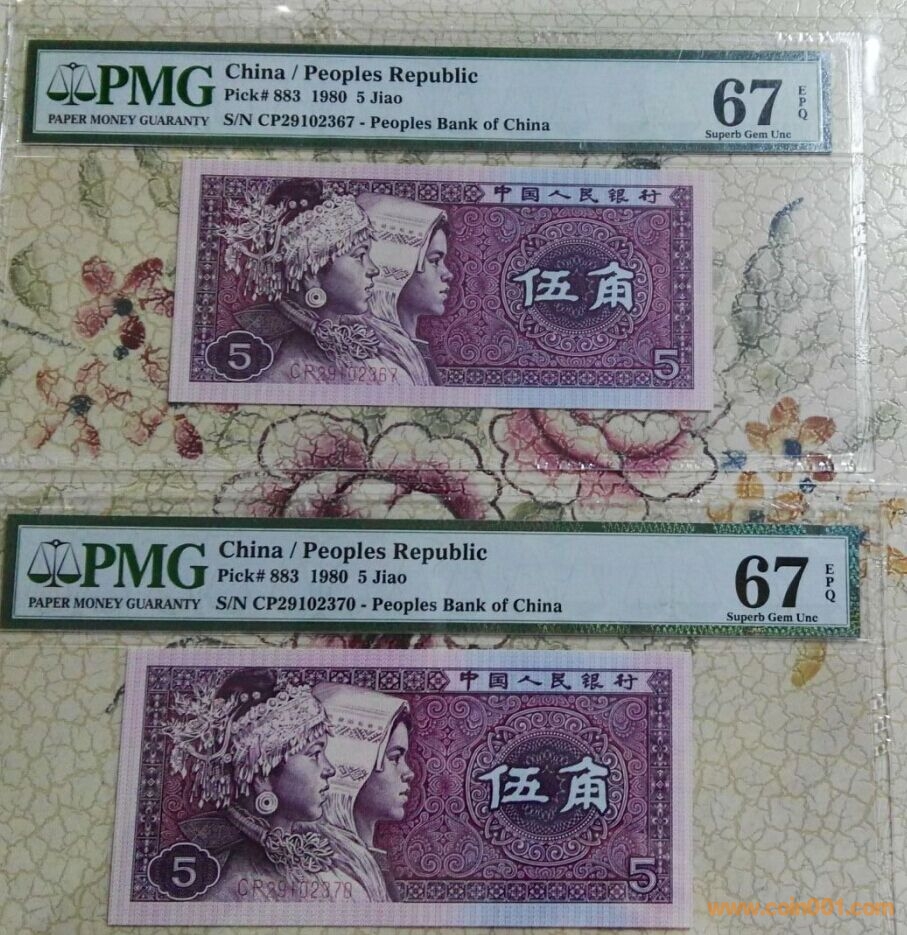 PMG
PAPER MONEY GUARANTY
China / Peoples Republic
Pick# 883 1980 5 Jiao
S/N CP29102367 - Peoples Bank of China
67
EPQ
Superb Gem Unc
中国人民银行
伍角
5
CP29102367
5
PMG
PAPER MONEY GUARANTY
China / Peoples Republic
Pick# 883 1980 5 Jiao
S/N CP29102370 - Peoples Bank of China
67
EPQ
Superb Gem Unc
中国人民银行
伍角
5
CP29102370
5
www.coin001.com